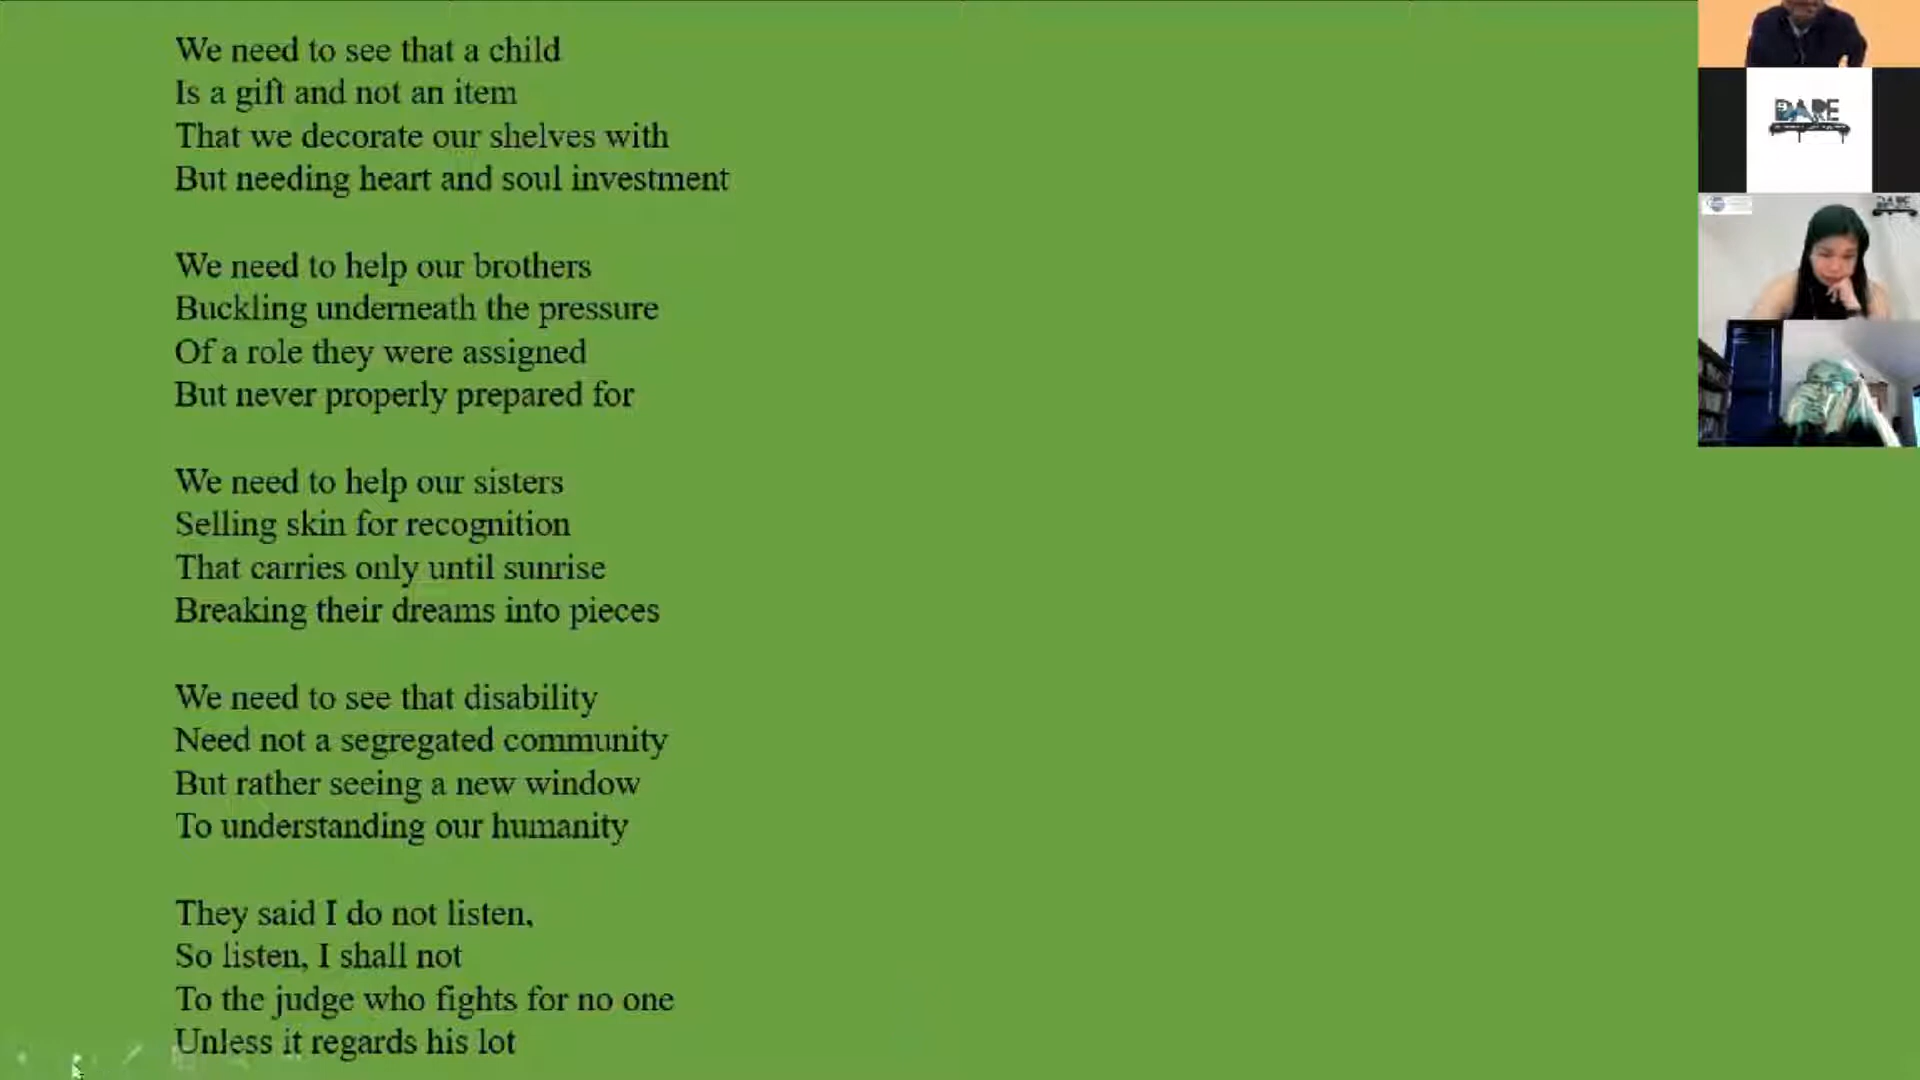 We need to see that a child
Is a gift and not an item
That we decorate our shelves with
But needing heart and soul investment
We need to help our brothers
Buckling underneath the pressure
Of a role they were assigned
But never properly prepared for
We need to help our sisters
Selling skin for recognition
That carries only until sunrise
Breaking their dreams into pieces
We need to see that disability
Need not a segregated community
But rather seeing a new window
To understanding our humanity
They said I do not listen,
So listen, I shall not
To the judge who fights for no one
Unless it regards his lot
DARE
DARE